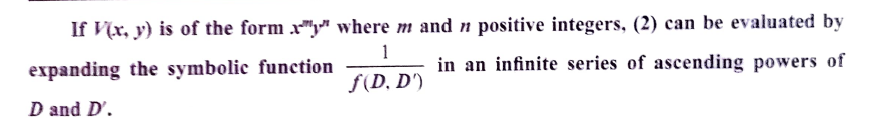 If V(x, y) is of the form xᵐyⁿ where m and n positive integers, (2) can be evaluated by
expanding the symbolic function 1/f(D, D′) in an infinite series of ascending powers of
D and D′.